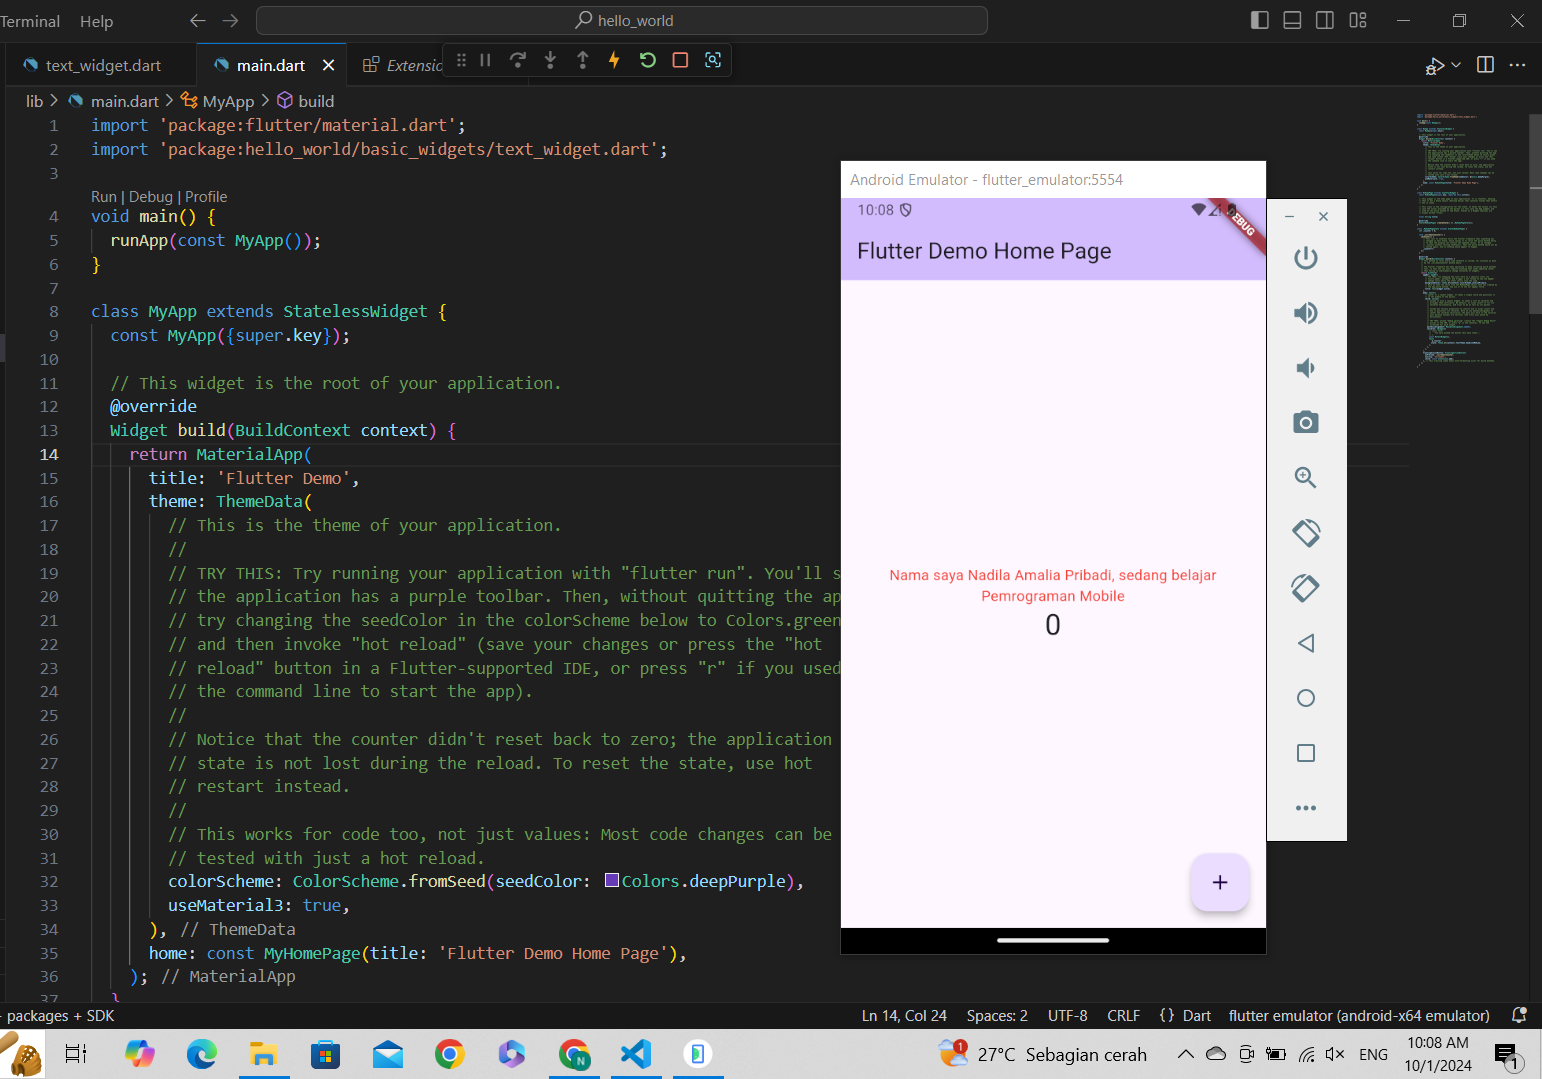 Terminal Help
hello_world
text_widget.dart
main.dart
Extensio
lib > main.dart > MyApp > build
1 import 'package:flutter/material.dart';
2 import 'package:hello_world/basic_widgets/text_widget.dart';
3
Run | Debug | Profile
4 void main() {
5 runApp(const MyApp());
6 }
7
8 class MyApp extends StatelessWidget {
9 const MyApp({super.key});
10
11 // This widget is the root of your application.
12 @override
13 Widget build(BuildContext context) {
14 return MaterialApp(
15 title: 'Flutter Demo',
16 theme: ThemeData(
17 // This is the theme of your application.
18 //
19 // TRY THIS: Try running your application with "flutter run". You'll s
20 // the application has a purple toolbar. Then, without quitting the ap
21 // try changing the seedColor in the colorScheme below to Colors.green
22 // and then invoke "hot reload" (save your changes or press the "hot
23 // reload" button in a Flutter-supported IDE, or press "r" if you used
24 // the command line to start the app).
25 //
26 // Notice that the counter didn't reset back to zero; the application
27 // state is not lost during the reload. To reset the state, use hot
28 // restart instead.
29 //
30 // This works for code too, not just values: Most code changes can be
31 // tested with just a hot reload.
32 colorScheme: ColorScheme.fromSeed(seedColor: Colors.deepPurple),
33 useMaterial3: true,
34 ), // ThemeData
35 home: const MyHomePage(title: 'Flutter Demo Home Page'),
36 ); // MaterialApp
37 }
Android Emulator - flutter_emulator:5554
10:08
DEBUG
Flutter Demo Home Page
Nama saya Nadila Amalia Pribadi, sedang belajar
Pemrograman Mobile
0
+
packages + SDK
Ln 14, Col 24 Spaces: 2 UTF-8 CRLF {} Dart flutter emulator (android-x64 emulator)
1
27°C Sebagian cerah
ENG
10:08 AM
10/1/2024
N
1